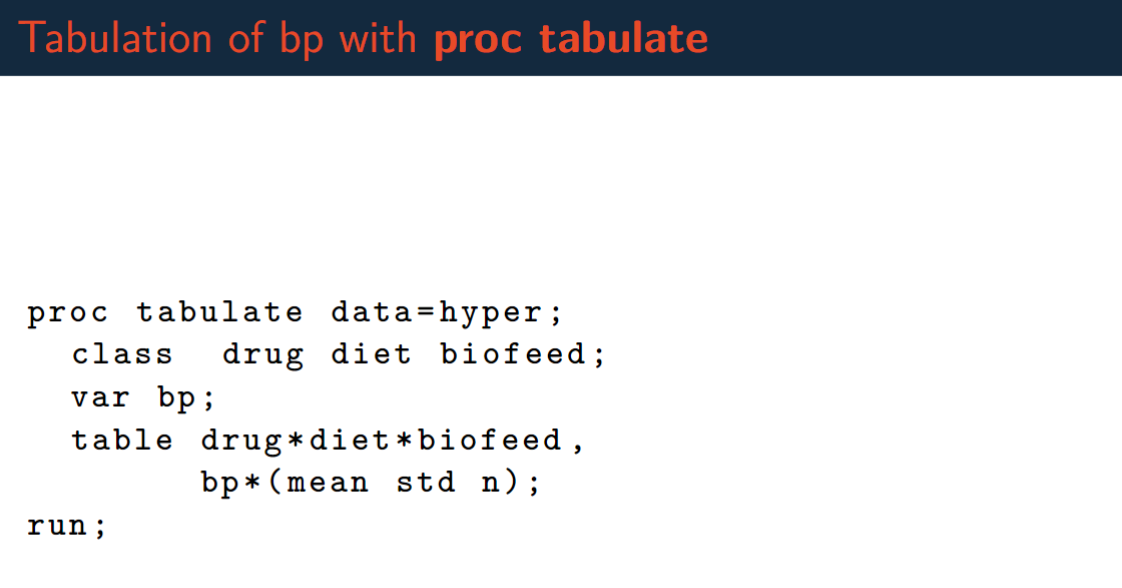 Tabulation of bp with proc tabulate
proc tabulate data=hyper;
class drug diet biofeed;
var bp;
table drug*diet*biofeed,
bp*(mean std n);
run;